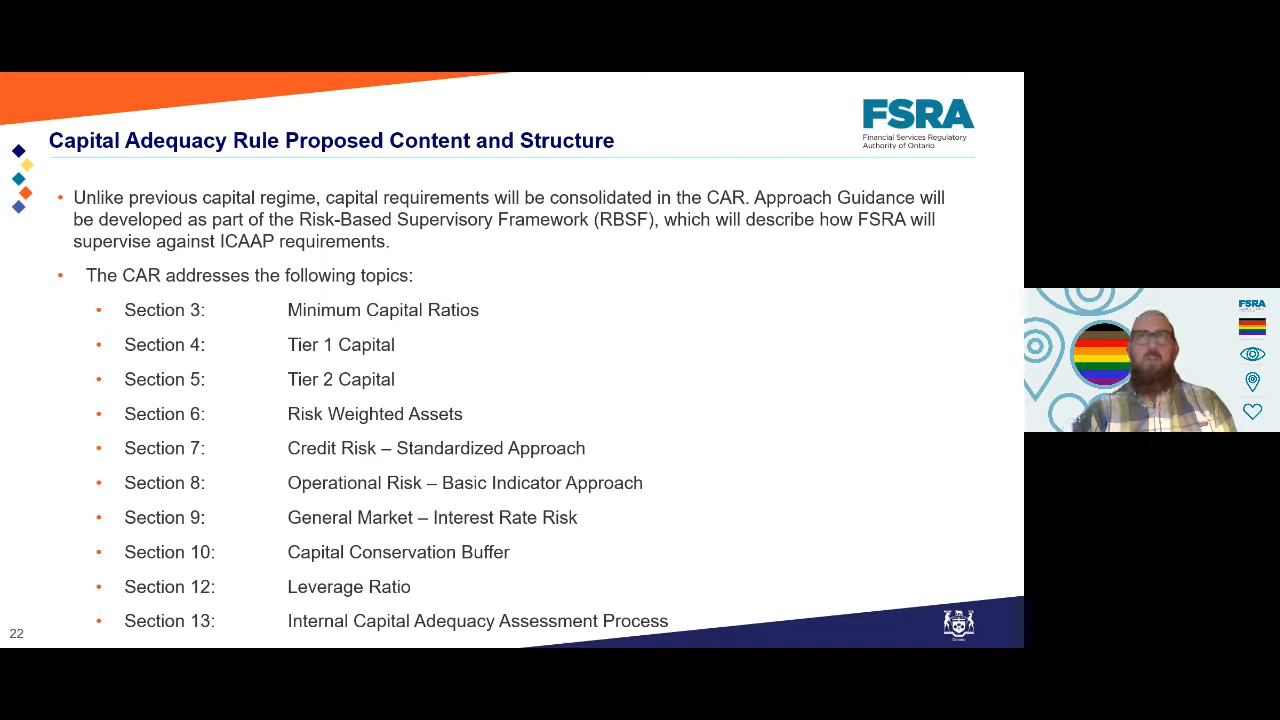 FSRA
Financial Services Regulatory
Authority of Ontario
Capital Adequacy Rule Proposed Content and Structure
• Unlike previous capital regime, capital requirements will be consolidated in the CAR. Approach Guidance will
be developed as part of the Risk-Based Supervisory Framework (RBSF), which will describe how FSRA will
supervise against ICAAP requirements.
• The CAR addresses the following topics:
• Section 3: Minimum Capital Ratios
• Section 4: Tier 1 Capital
• Section 5: Tier 2 Capital
• Section 6: Risk Weighted Assets
• Section 7: Credit Risk – Standardized Approach
• Section 8: Operational Risk – Basic Indicator Approach
• Section 9: General Market – Interest Rate Risk
• Section 10: Capital Conservation Buffer
• Section 12: Leverage Ratio
• Section 13: Internal Capital Adequacy Assessment Process
22
Ontario
FSRA